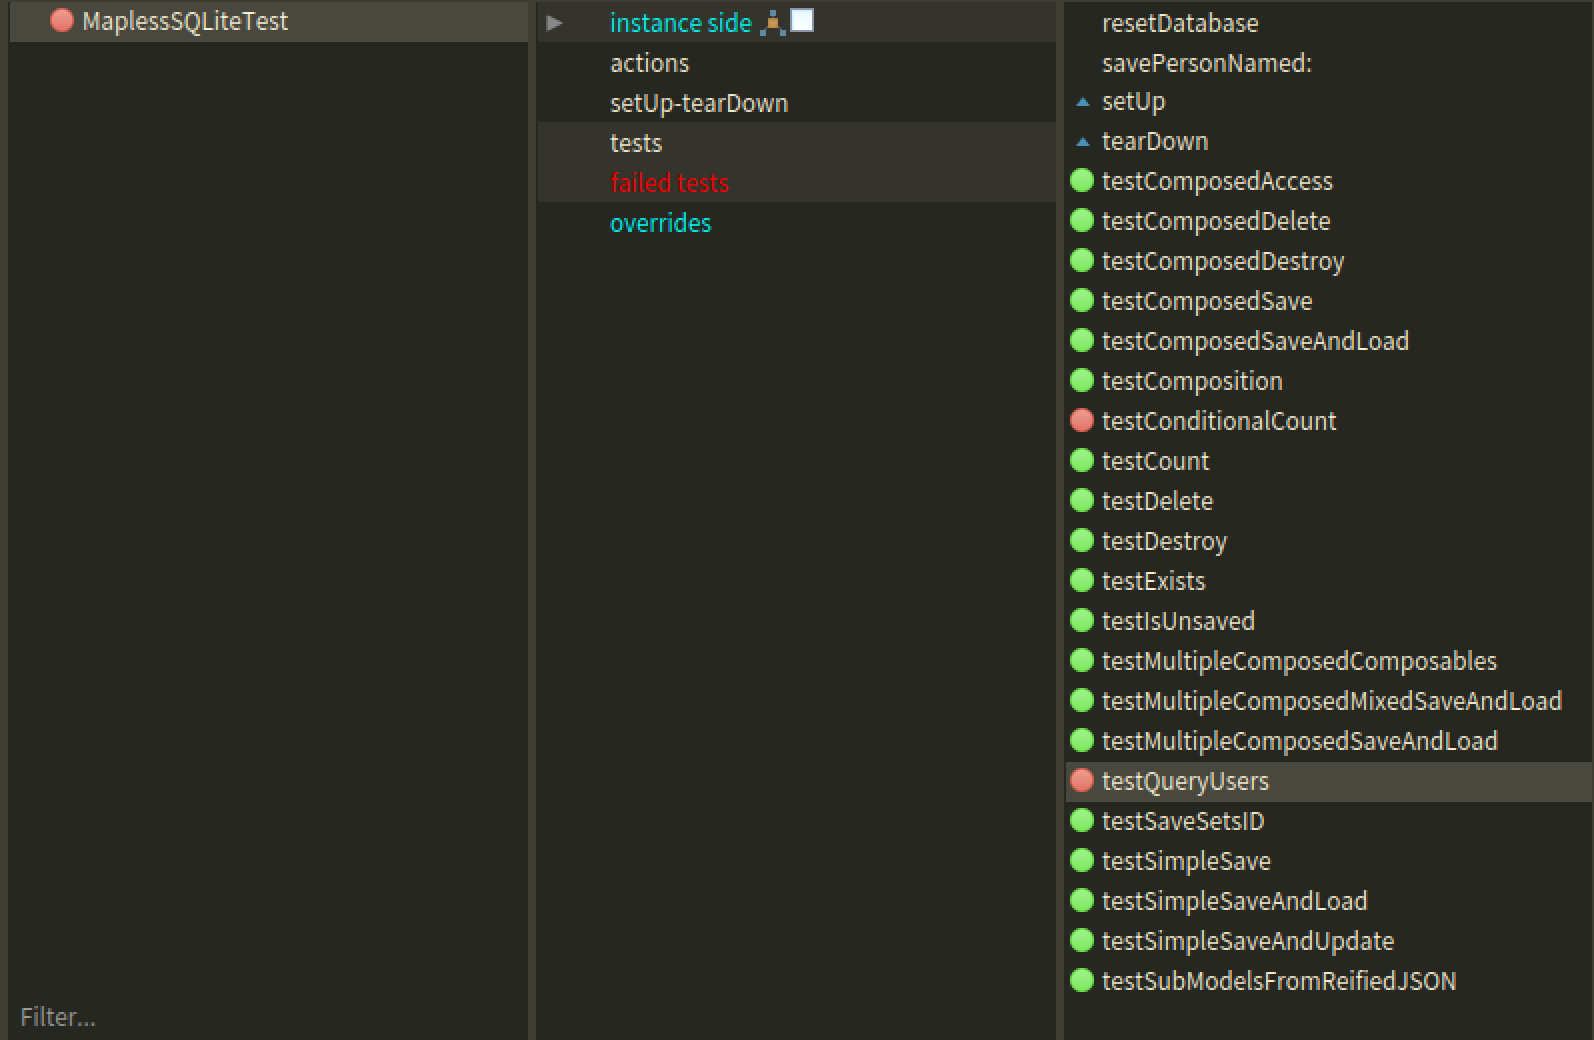 MaplessSQLiteTest
Filter...
instance side
actions
setUp-tearDown
tests
failed tests
overrides
resetDatabase
savePersonNamed:
setUp
tearDown
testComposedAccess
testComposedDelete
testComposedDestroy
testComposedSave
testComposedSaveAndLoad
testComposition
testConditionalCount
testCount
testDelete
testDestroy
testExists
testIsUnsaved
testMultipleComposedComposables
testMultipleComposedMixedSaveAndLoad
testMultipleComposedSaveAndLoad
testQueryUsers
testSaveSetsID
testSimpleSave
testSimpleSaveAndLoad
testSimpleSaveAndUpdate
testSubModelsFromReifiedJSON